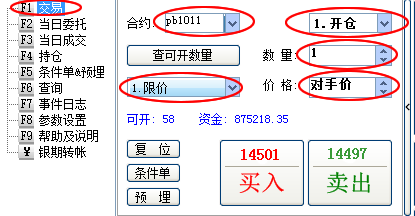 F1 交易
F2 当日委托
F3 当日成交
F4 持仓
F5 条件单&预埋
F6 查询
F7 事件日志
F8 参数设置
F9 帮助及说明
¥ 银期转帐
合约 pb1011 1.开仓
查可开数量 数 量: 1
1.限价 价 格: 对手价
可开: 58 资金: 875218.35
复 位
条件单
预 埋
14501
买入
14497
卖出